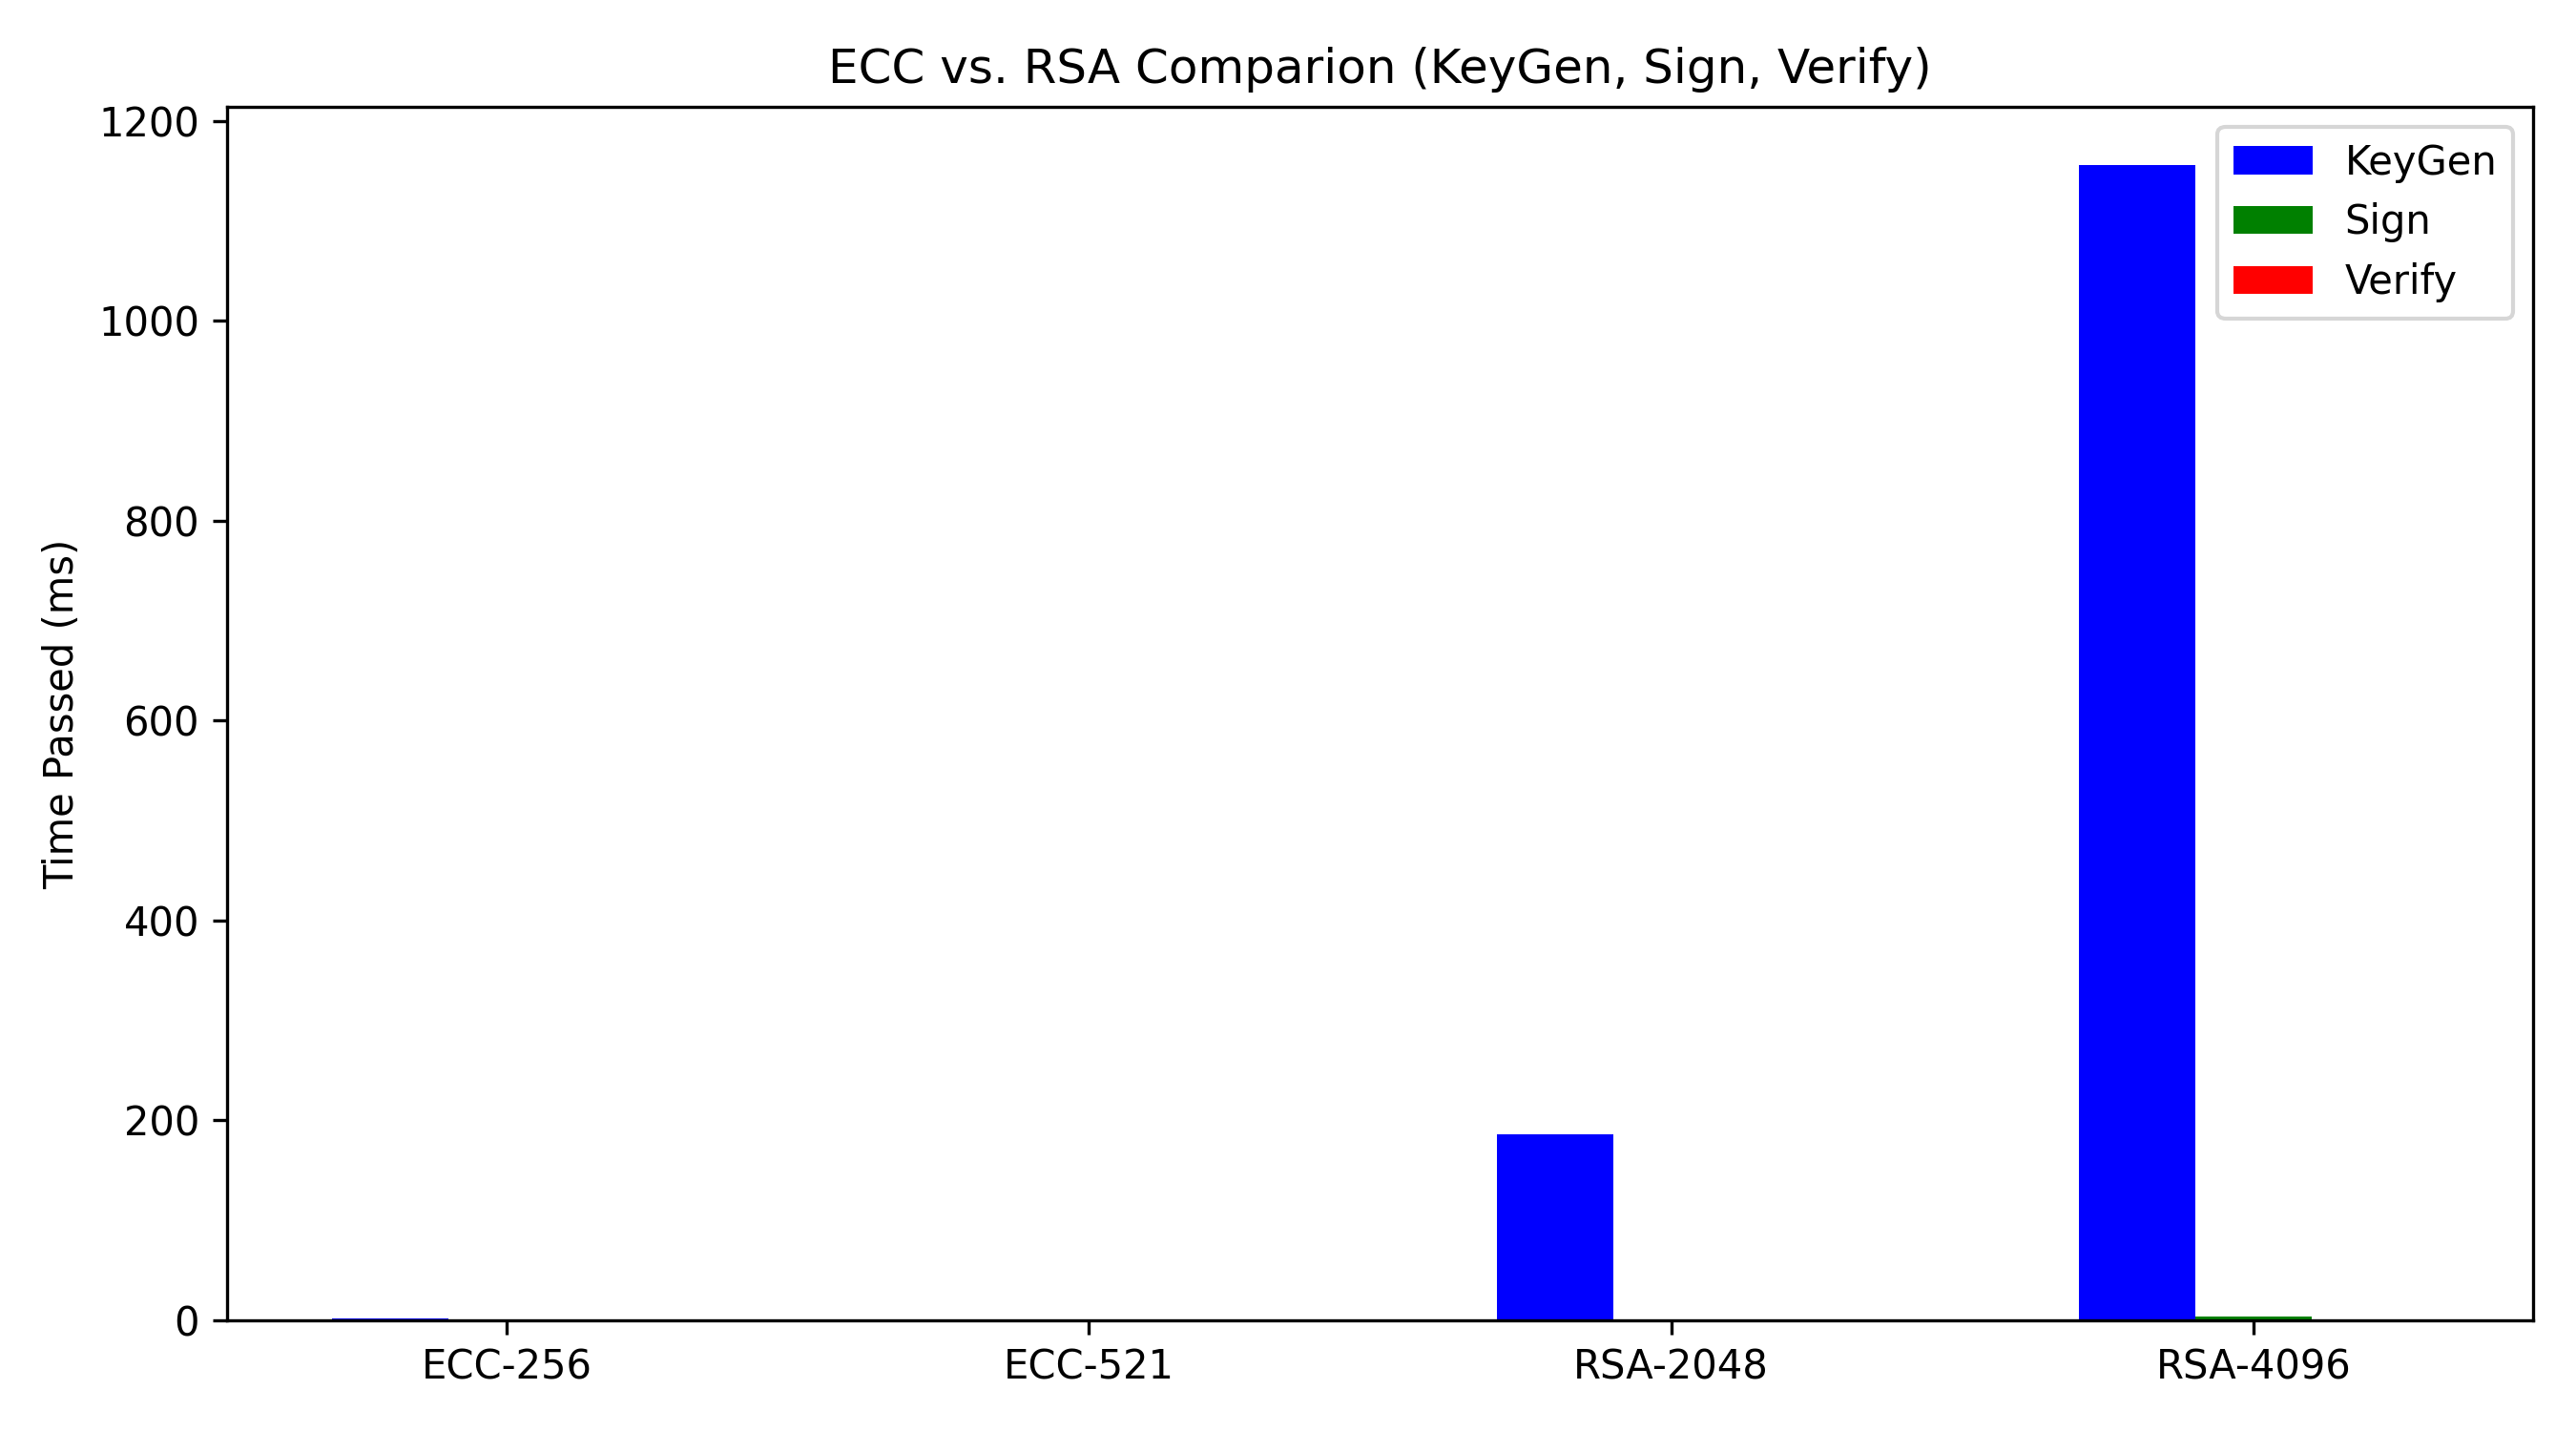 ECC vs. RSA Comparion (KeyGen, Sign, Verify)
1200
1000
800
600
400
200
0
Time Passed (ms)
KeyGen
Sign
Verify
ECC-256
ECC-521
RSA-2048
RSA-4096